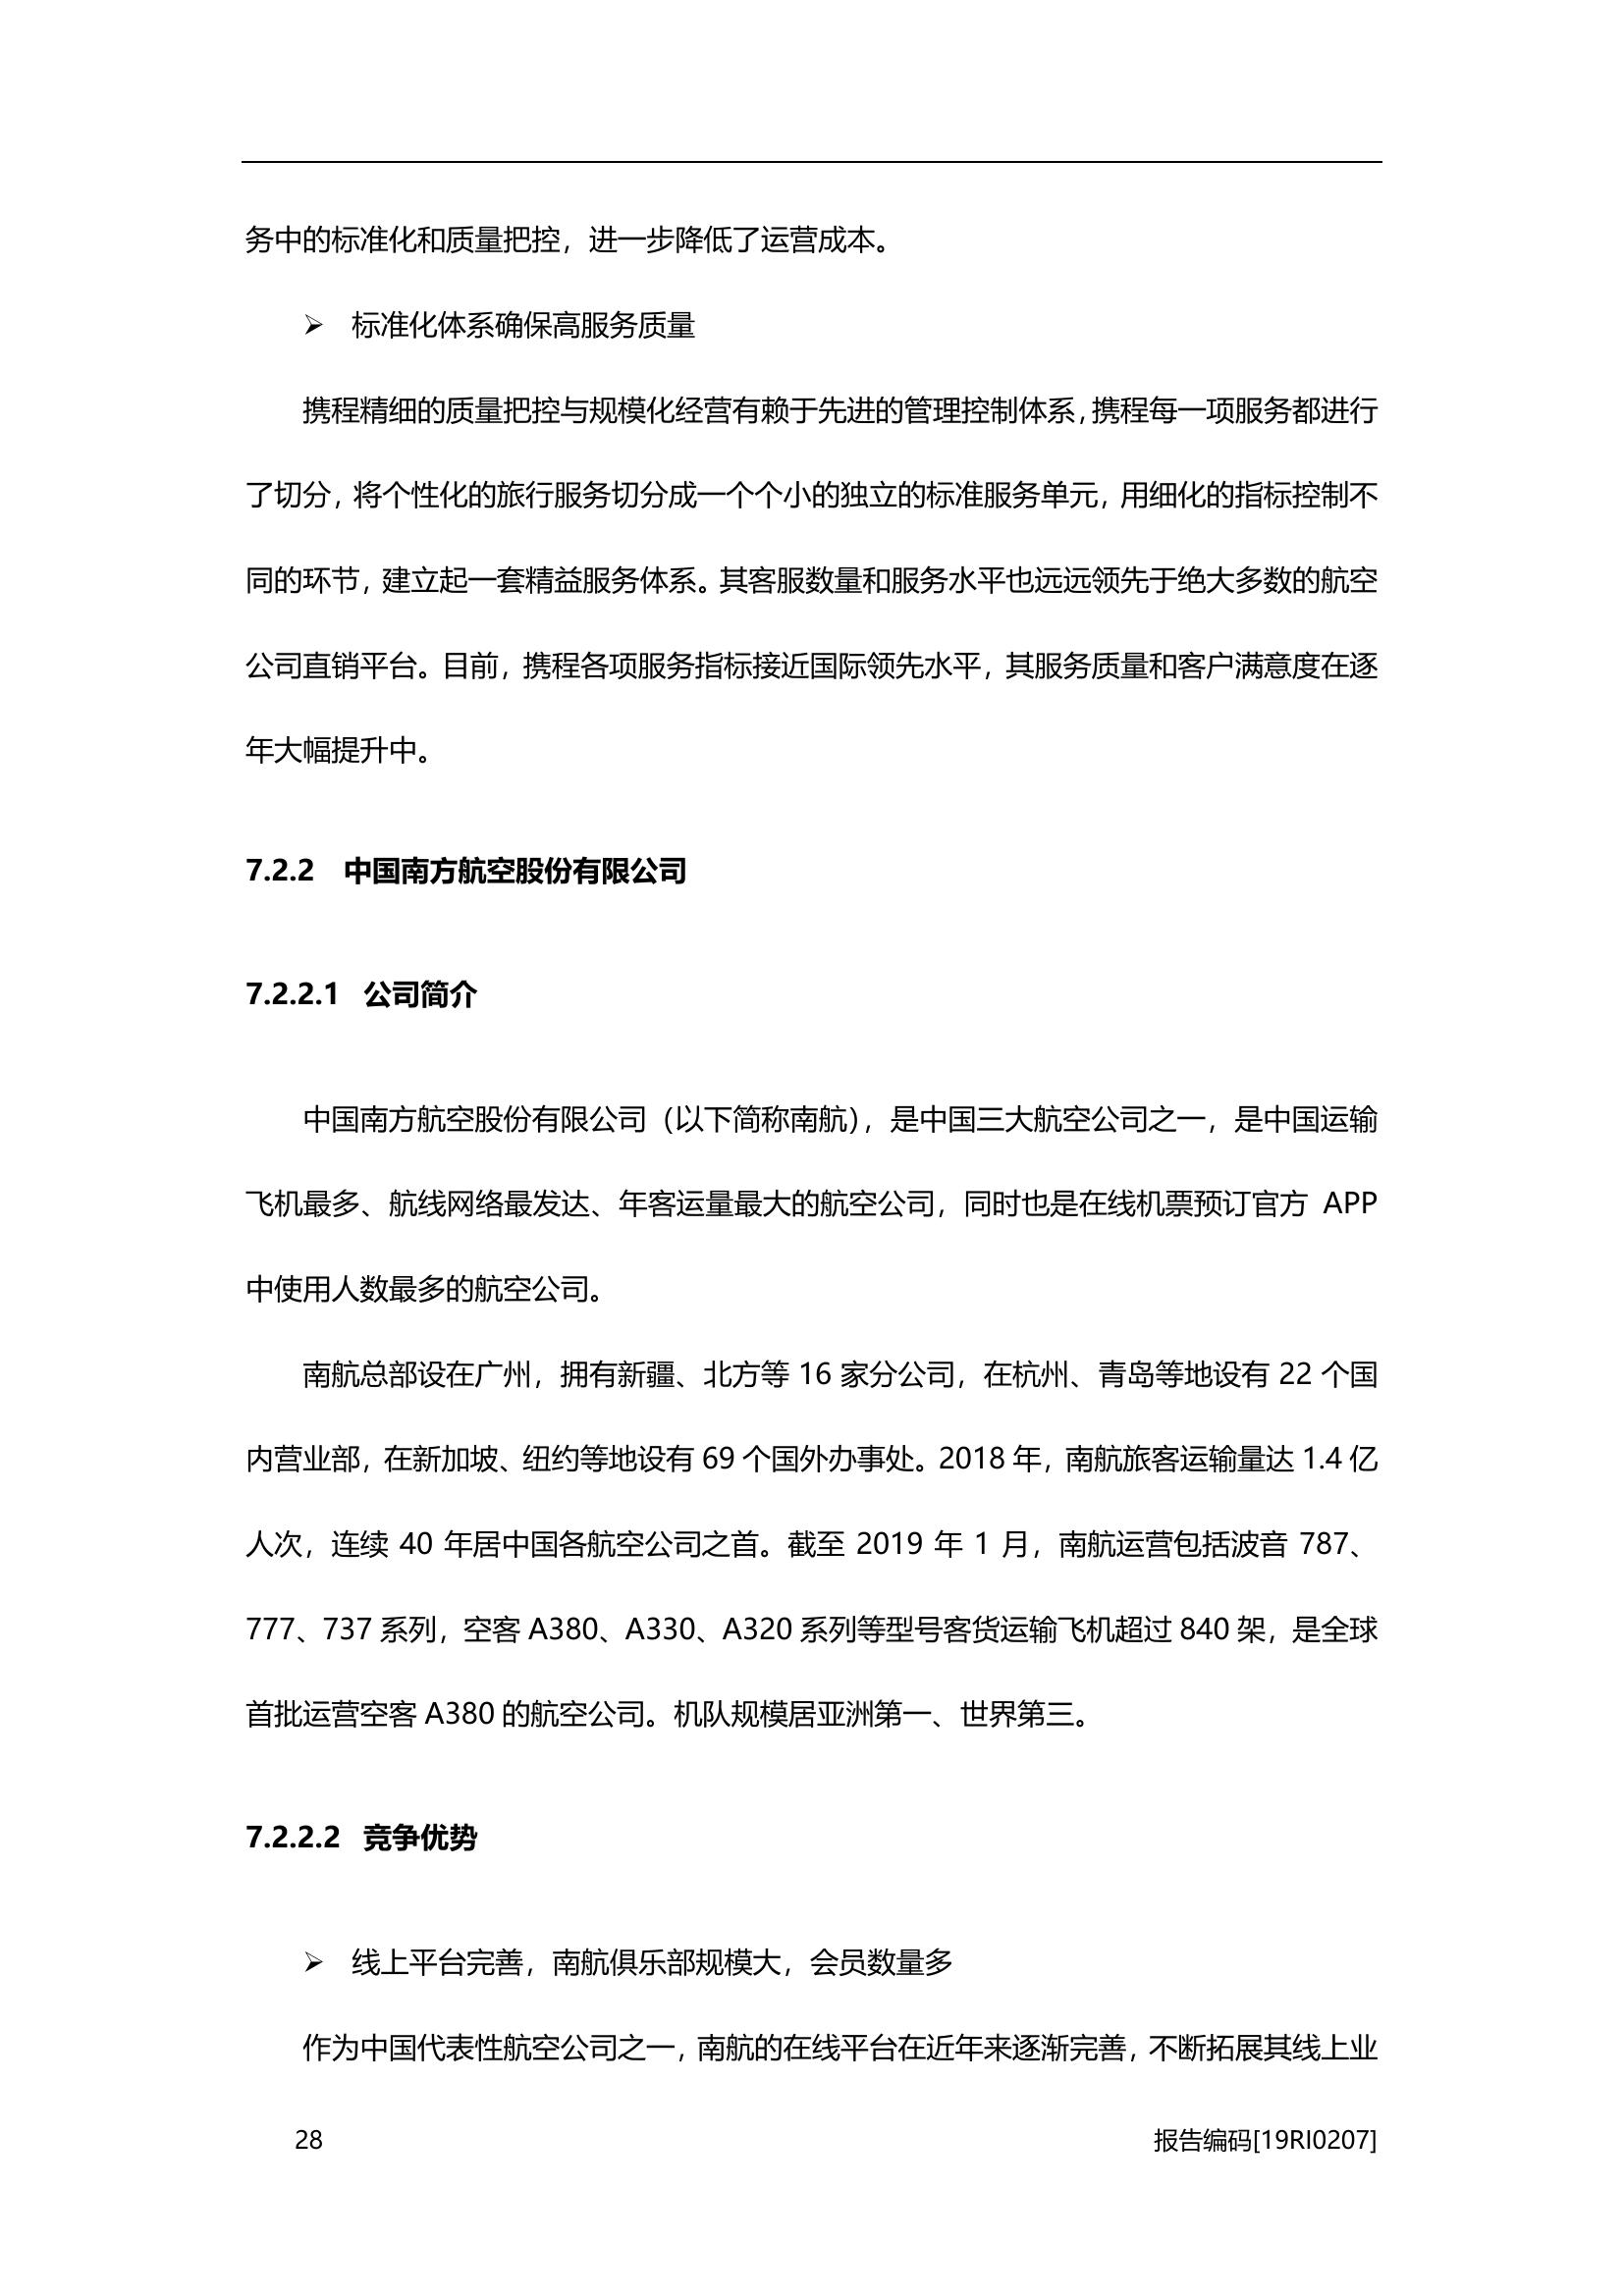 务中的标准化和质量把控，进一步降低了运营成本。
➢ 标准化体系确保高服务质量
携程精细的质量把控与规模化经营有赖于先进的管理控制体系，携程每一项服务都进行
了切分，将个性化的旅行服务切分成一个个小的独立的标准服务单元，用细化的指标控制不
同的环节，建立起一套精益服务体系。其客服数量和服务水平也远远领先于绝大多数的航空
公司直销平台。目前，携程各项服务指标接近国际领先水平，其服务质量和客户满意度在逐
年大幅提升中。
7.2.2 中国南方航空股份有限公司
7.2.2.1 公司简介
中国南方航空股份有限公司（以下简称南航），是中国三大航空公司之一，是中国运输
飞机最多、航线网络最发达、年客运量最大的航空公司，同时也是在线机票预订官方 APP
中使用人数最多的航空公司。
南航总部设在广州，拥有新疆、北方等 16 家分公司，在杭州、青岛等地设有 22 个国
内营业部，在新加坡、纽约等地设有 69 个国外办事处。2018 年，南航旅客运输量达 1.4 亿
人次，连续 40 年居中国各航空公司之首。截至 2019 年 1 月，南航运营包括波音 787、
777、737 系列，空客 A380、A330、A320 系列等型号客货运输飞机超过 840 架，是全球
首批运营空客 A380 的航空公司。机队规模居亚洲第一、世界第三。
7.2.2.2 竞争优势
➢ 线上平台完善，南航俱乐部规模大，会员数量多
作为中国代表性航空公司之一，南航的在线平台在近年来逐渐完善，不断拓展其线上业
28 报告编码[19RI0207]